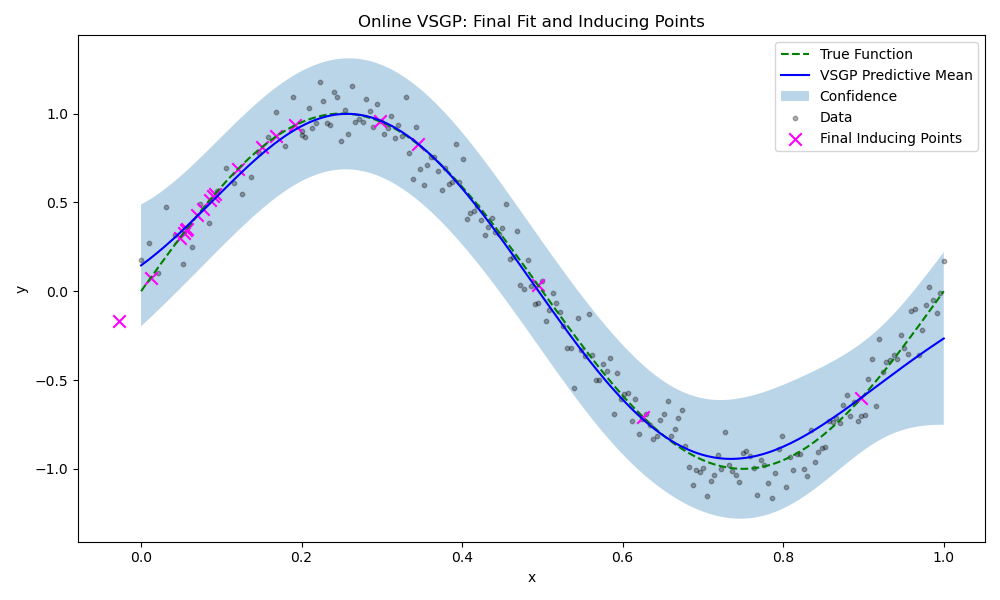 Online VSGP: Final Fit and Inducing Points
True Function
VSGP Predictive Mean
Confidence
Data
Final Inducing Points
y
1.0
0.5
0.0
−0.5
−1.0
0.0 0.2 0.4 0.6 0.8 1.0
x